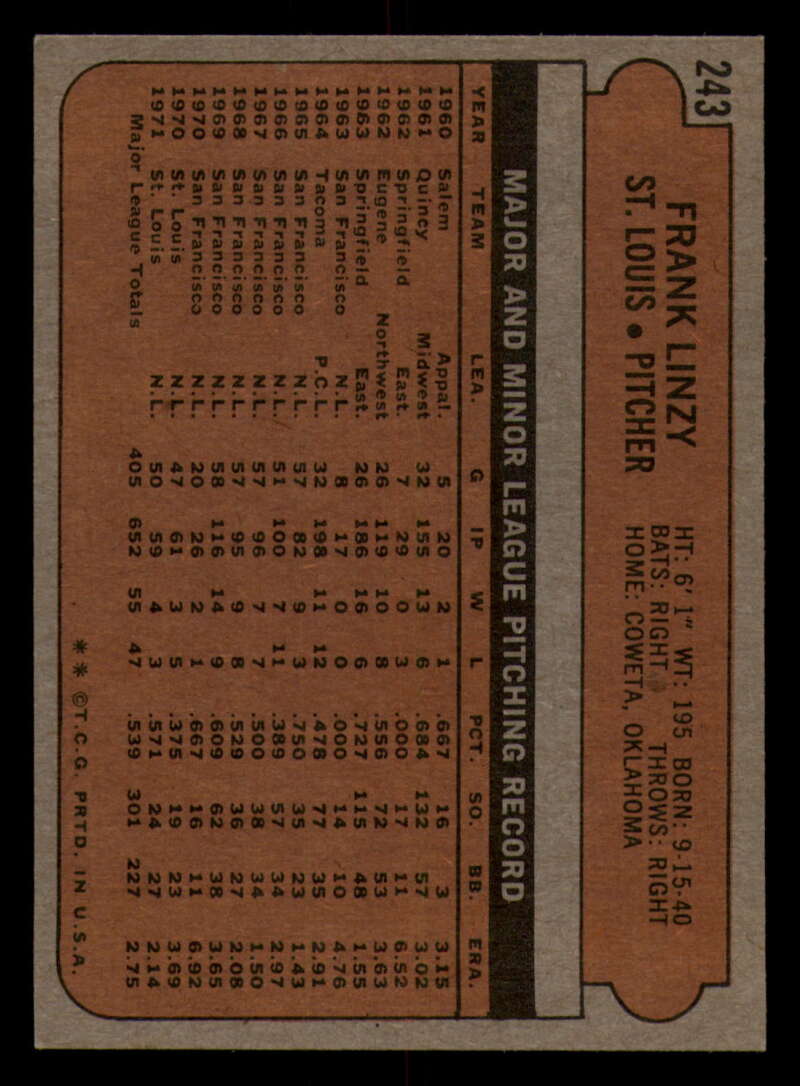 243
FRANK LINZY
ST. LOUIS • PITCHER
HT: 6' 1" WT: 195 BORN: 9-15-40
BATS: RIGHT THROWS: RIGHT
HOME: COWETA, OKLAHOMA
MAJOR AND MINOR LEAGUE PITCHING RECORD
YEAR TEAM LEA. G IP W L PCT. SO. BB. ERA.
1960 Salem Appal. 5 20 2 1 .667 16 3 3.15
1961 Quincy Midwest 32 155 13 6 .684 132 57 3.02
1962 Springfield East. 7 29 0 3 .000 17 11 6.52
1962 Eugene Northwest 26 119 10 8 .556 72 53 3.63
1963 Springfield East. 26 186 16 6 .727 115 48 1.55
1963 San Francisco N.L. 8 17 0 0 .000 14 10 4.76
1964 Tacoma P.C.L. 32 198 11 12 .478 77 35 2.91
1965 San Francisco N.L. 57 82 9 3 .750 35 23 1.43
1966 San Francisco N.L. 51 100 7 11 .389 57 34 2.97
1967 San Francisco N.L. 57 96 7 7 .500 38 34 1.50
1968 San Francisco N.L. 57 95 9 8 .529 36 27 2.08
1969 San Francisco N.L. 58 116 14 9 .609 62 38 3.65
1970 San Francisco N.L. 20 26 2 1 .667 16 11 6.92
1970 St. Louis N.L. 47 61 3 5 .375 19 23 3.69
1971 St. Louis N.L. 50 59 4 3 .571 24 27 2.14
Major League Totals 405 652 55 47 .539 301 227 2.75
** ©T.C.G. PRTD. IN U.S.A.